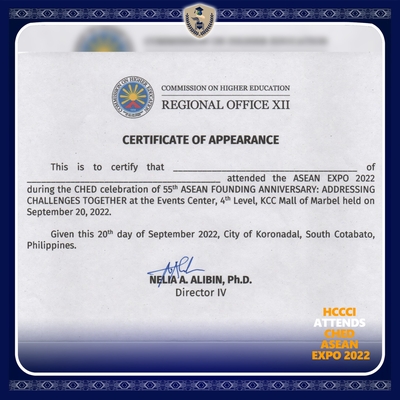 COMMISSION ON HIGHER EDUCATION
REGIONAL OFFICE XII
CERTIFICATE OF APPEARANCE
This is to certify that ________________________________ of
________________________________ attended the ASEAN EXPO 2022
during the CHED celebration of 55th ASEAN FOUNDING ANNIVERSARY: ADDRESSING
CHALLENGES TOGETHER at the Events Center, 4th Level, KCC Mall of Marbel held on
September 20, 2022.
Given this 20th day of September 2022, City of Koronadal, South Cotabato,
Philippines.
NELIA A. ALIBIN, Ph.D.
Director IV
HCCCI
ATTENDS
CHED
ASEAN
EXPO 2022